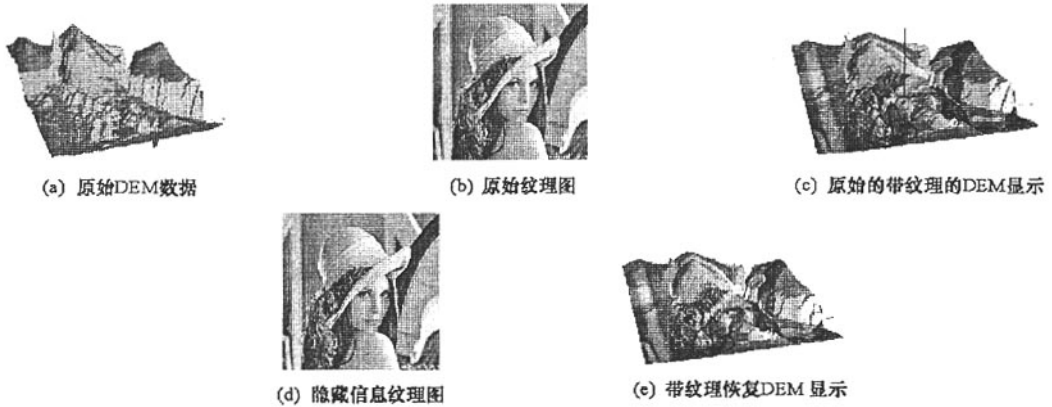 (a) 原始DEM数据
(b) 原始纹理图
(c) 原始的带纹理的DEM显示
(d) 隐藏信息纹理图
(e) 带纹理恢复DEM 显示